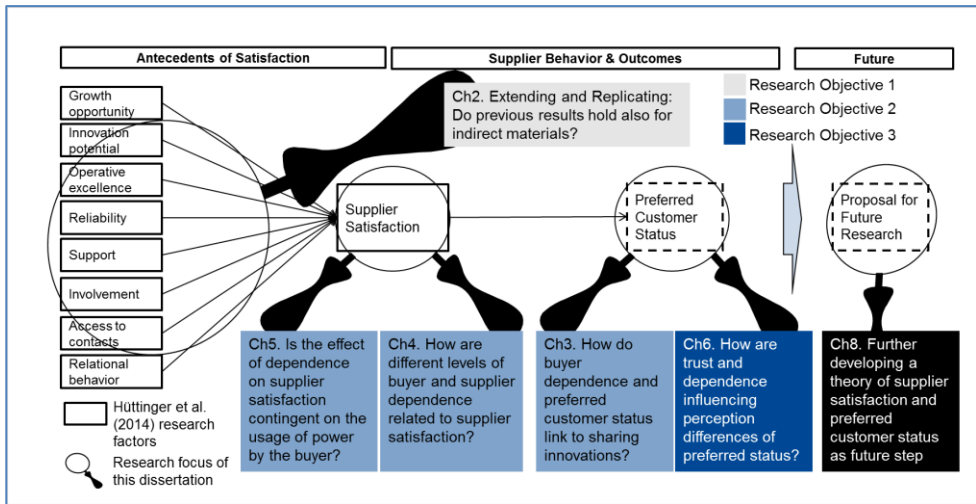 Antecedents of Satisfaction
Supplier Behavior & Outcomes
Future
Growth
opportunity
Innovation
potential
Operative
excellence
Reliability
Support
Involvement
Access to
contacts
Relational
behavior
Ch2. Extending and Replicating:
Do previous results hold also for
indirect materials?
Research Objective 1
Research Objective 2
Research Objective 3
Supplier
Satisfaction
Preferred
Customer
Status
Proposal for
Future
Research
Ch5. Is the effect
of dependence
on supplier
satisfaction
contingent on the
usage of power
by the buyer?
Ch4. How are
different levels of
buyer and supplier
dependence
related to supplier
satisfaction?
Ch3. How do
buyer
dependence and
preferred
customer status
link to sharing
innovations?
Ch6. How are
trust and
dependence
influencing
perception
differences of
preferred status?
Ch8. Further
developing a
theory of supplier
satisfaction and
preferred
customer status
as future step
Hüttinger et al.
(2014) research
factors
Research focus of
this dissertation